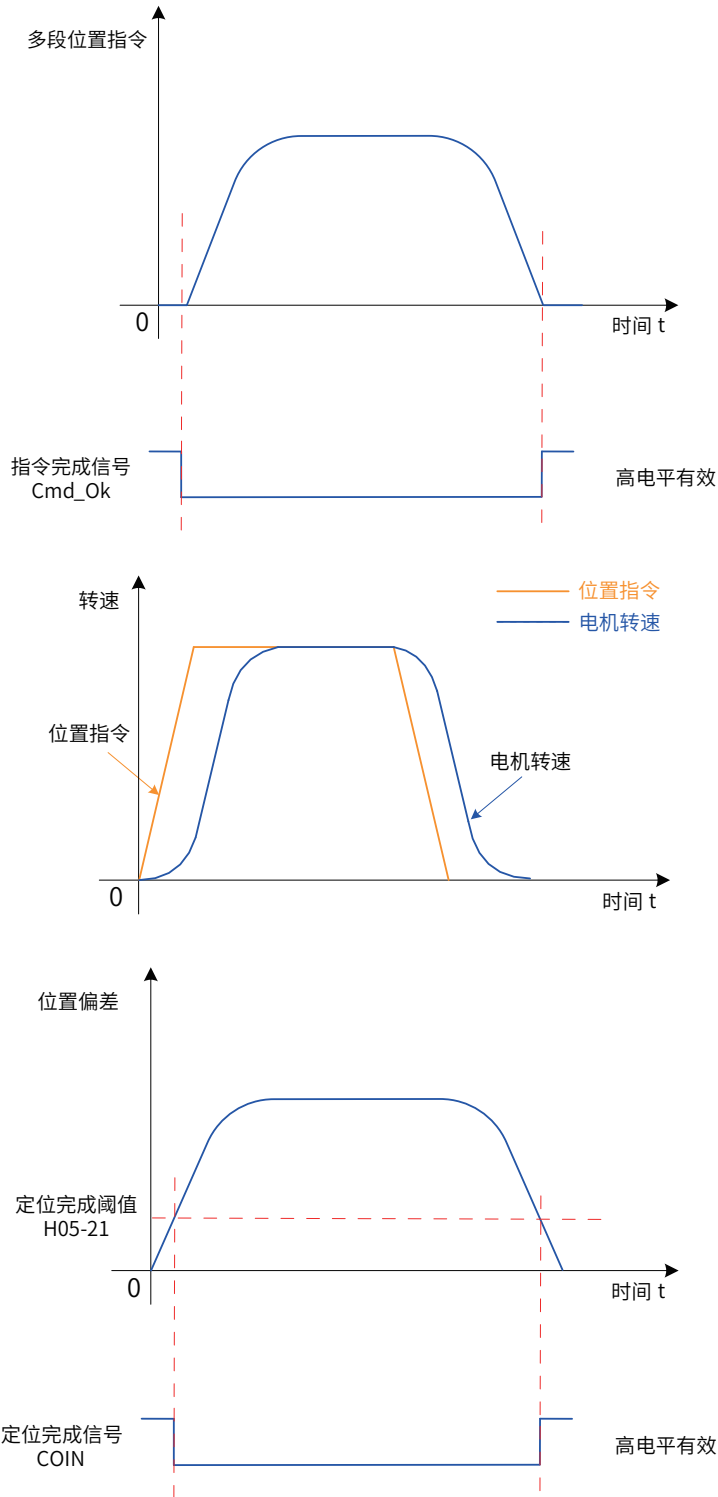 多段位置指令
0
时间 t
指令完成信号
Cmd_Ok
高电平有效
转速
位置指令
电机转速
位置指令
电机转速
0
时间 t
位置偏差
定位完成阈值
H05-21
0
时间 t
定位完成信号
COIN
高电平有效